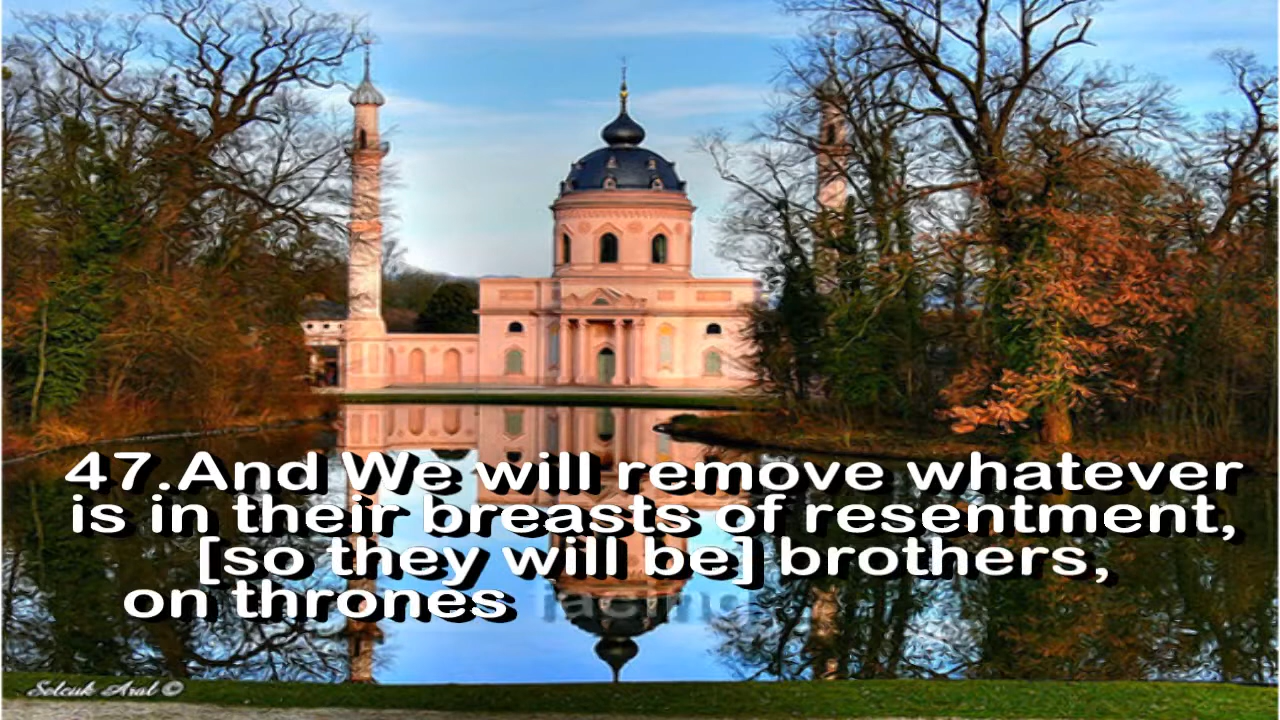 47.And We will remove whatever
is in their breasts of resentment,
[so they will be] brothers,
on thrones facing
Selcuk Aral ©